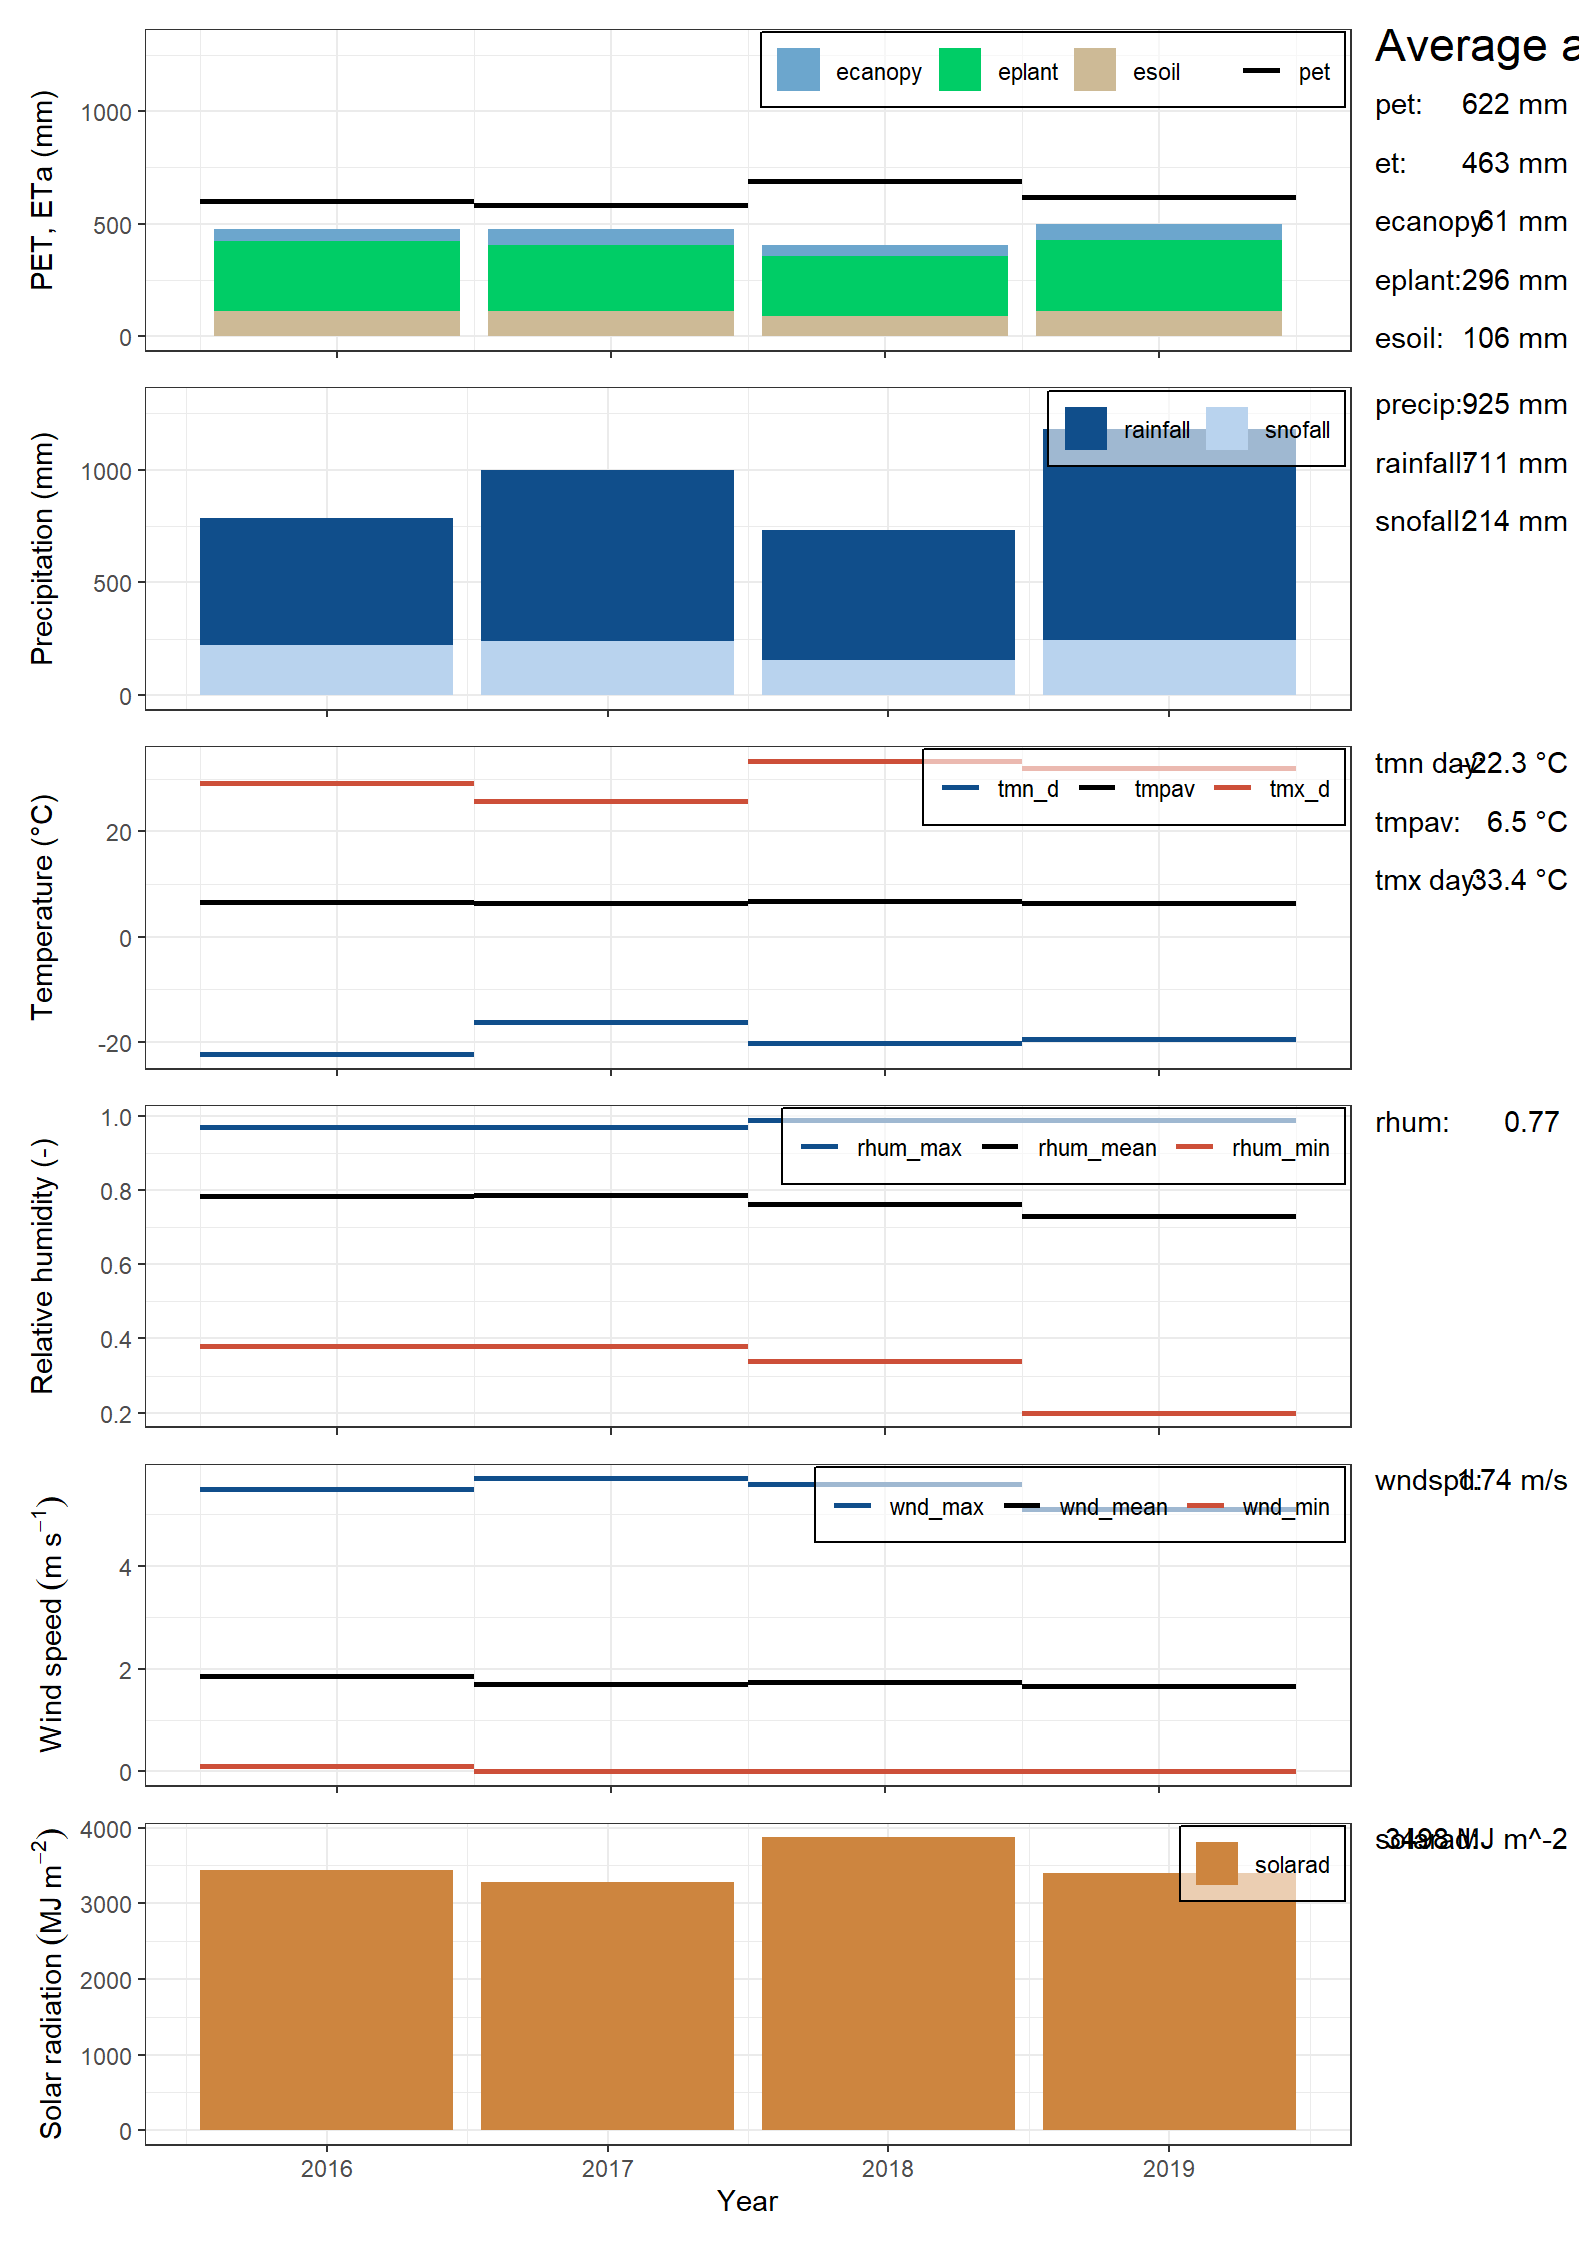 Average a
ecanopy eplant esoil pet
PET, ETa (mm)
1000
500
0
pet: 622 mm
et: 463 mm
ecanopy: 61 mm
eplant: 296 mm
esoil: 106 mm
rainfall snofall
Precipitation (mm)
1000
500
0
precip: 925 mm
rainfall: 711 mm
snofall: 214 mm
tmn_d tmpav tmx_d
Temperature (°C)
20
0
-20
tmn day: -22.3 °C
tmpav: 6.5 °C
tmx day: 33.4 °C
rhum_max rhum_mean rhum_min
Relative humidity (-)
1.0
0.8
0.6
0.4
0.2
rhum: 0.77
wnd_max wnd_mean wnd_min
Wind speed (m s⁻¹)
4
2
0
wndspd: 1.74 m/s
solarad
Solar radiation (MJ m⁻²)
4000
3000
2000
1000
0
solarad: 3498 MJ m^-2
2016 2017 2018 2019
Year